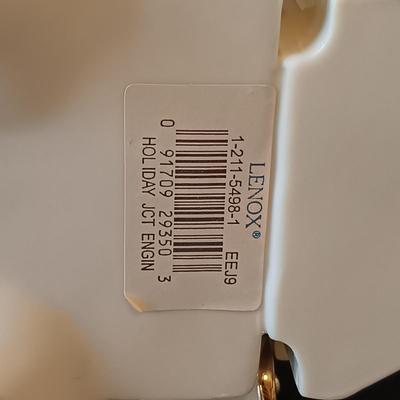 LENOX®
1-211-5498-1 EEJ9
0 91709 29350 3
HOLIDAY JCT ENGIN